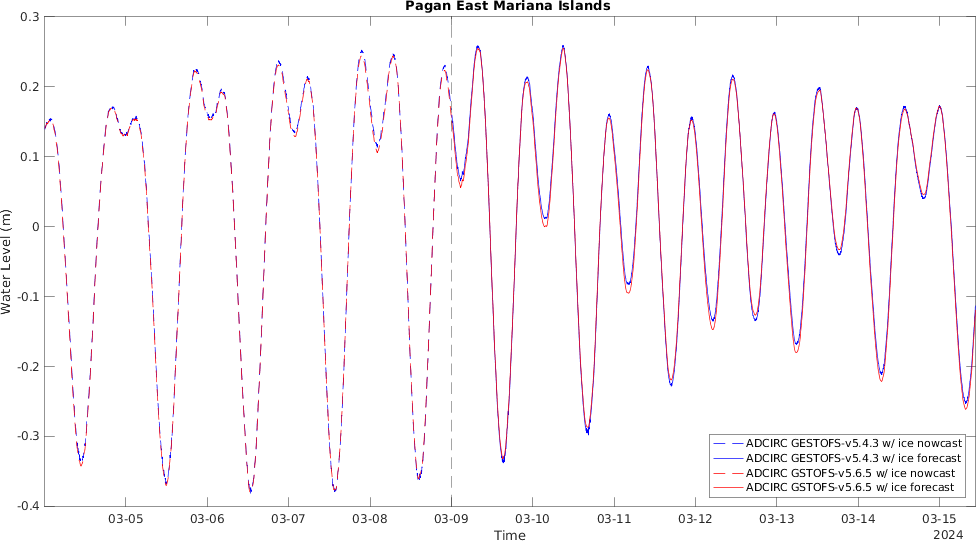 Pagan East Mariana Islands
0.3
0.2
0.1
0
-0.1
-0.2
-0.3
-0.4
Water Level (m)
ADCIRC GESTOFS-v5.4.3 w/ ice nowcast
ADCIRC GESTOFS-v5.4.3 w/ ice forecast
ADCIRC GSTOFS-v5.6.5 w/ ice nowcast
ADCIRC GSTOFS-v5.6.5 w/ ice forecast
03-05 03-06 03-07 03-08 03-09 03-10 03-11 03-12 03-13 03-14 03-15
Time
2024